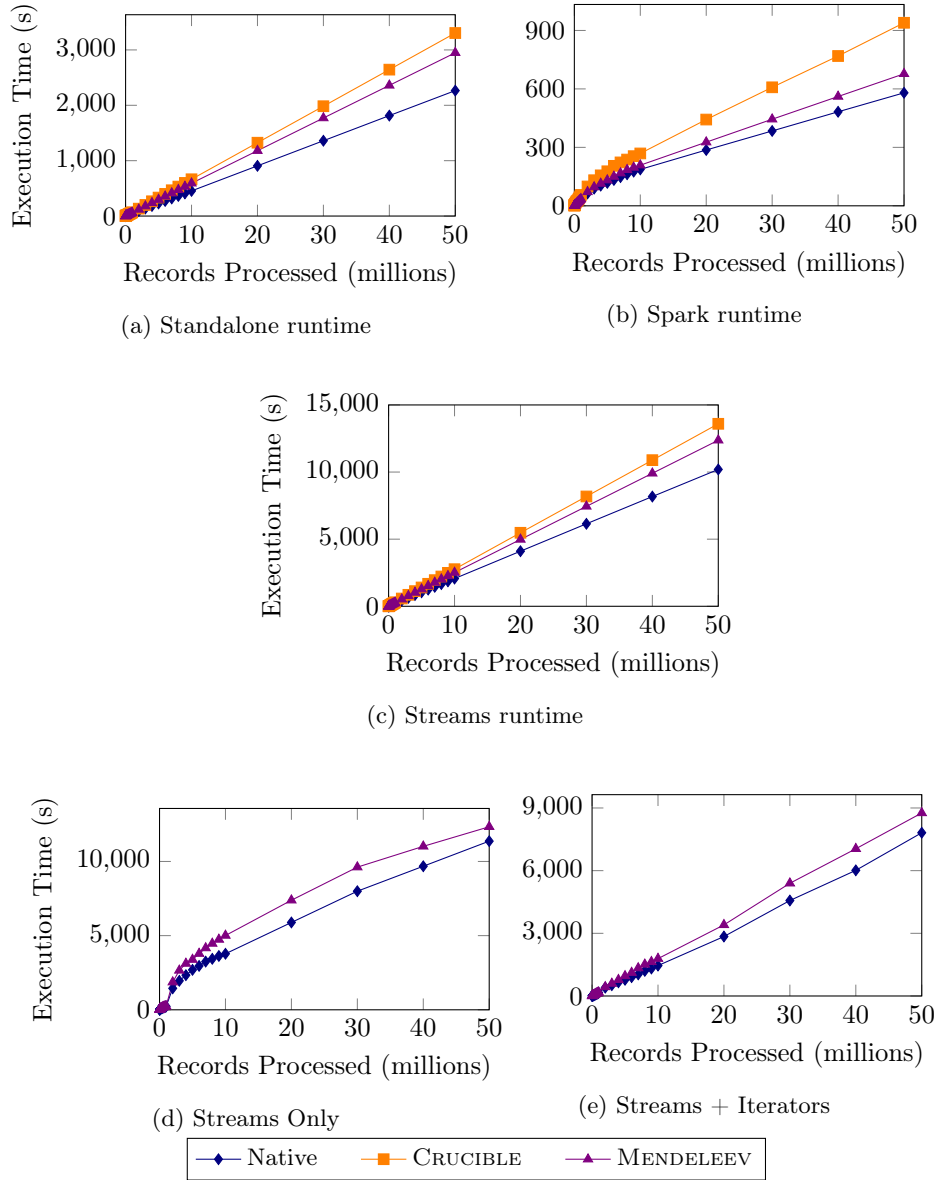 Execution Time (s)
3,000
2,000
1,000
0
0 10 20 30 40 50
Records Processed (millions)
(a) Standalone runtime
900
600
300
0
0 10 20 30 40 50
Records Processed (millions)
(b) Spark runtime
Execution Time (s)
15,000
10,000
5,000
0
0 10 20 30 40 50
Records Processed (millions)
(c) Streams runtime
Execution Time (s)
10,000
5,000
0
0 10 20 30 40 50
Records Processed (millions)
(d) Streams Only
9,000
6,000
3,000
0
0 10 20 30 40 50
Records Processed (millions)
(e) Streams + Iterators
Native CRUCIBLE MENDELEEV